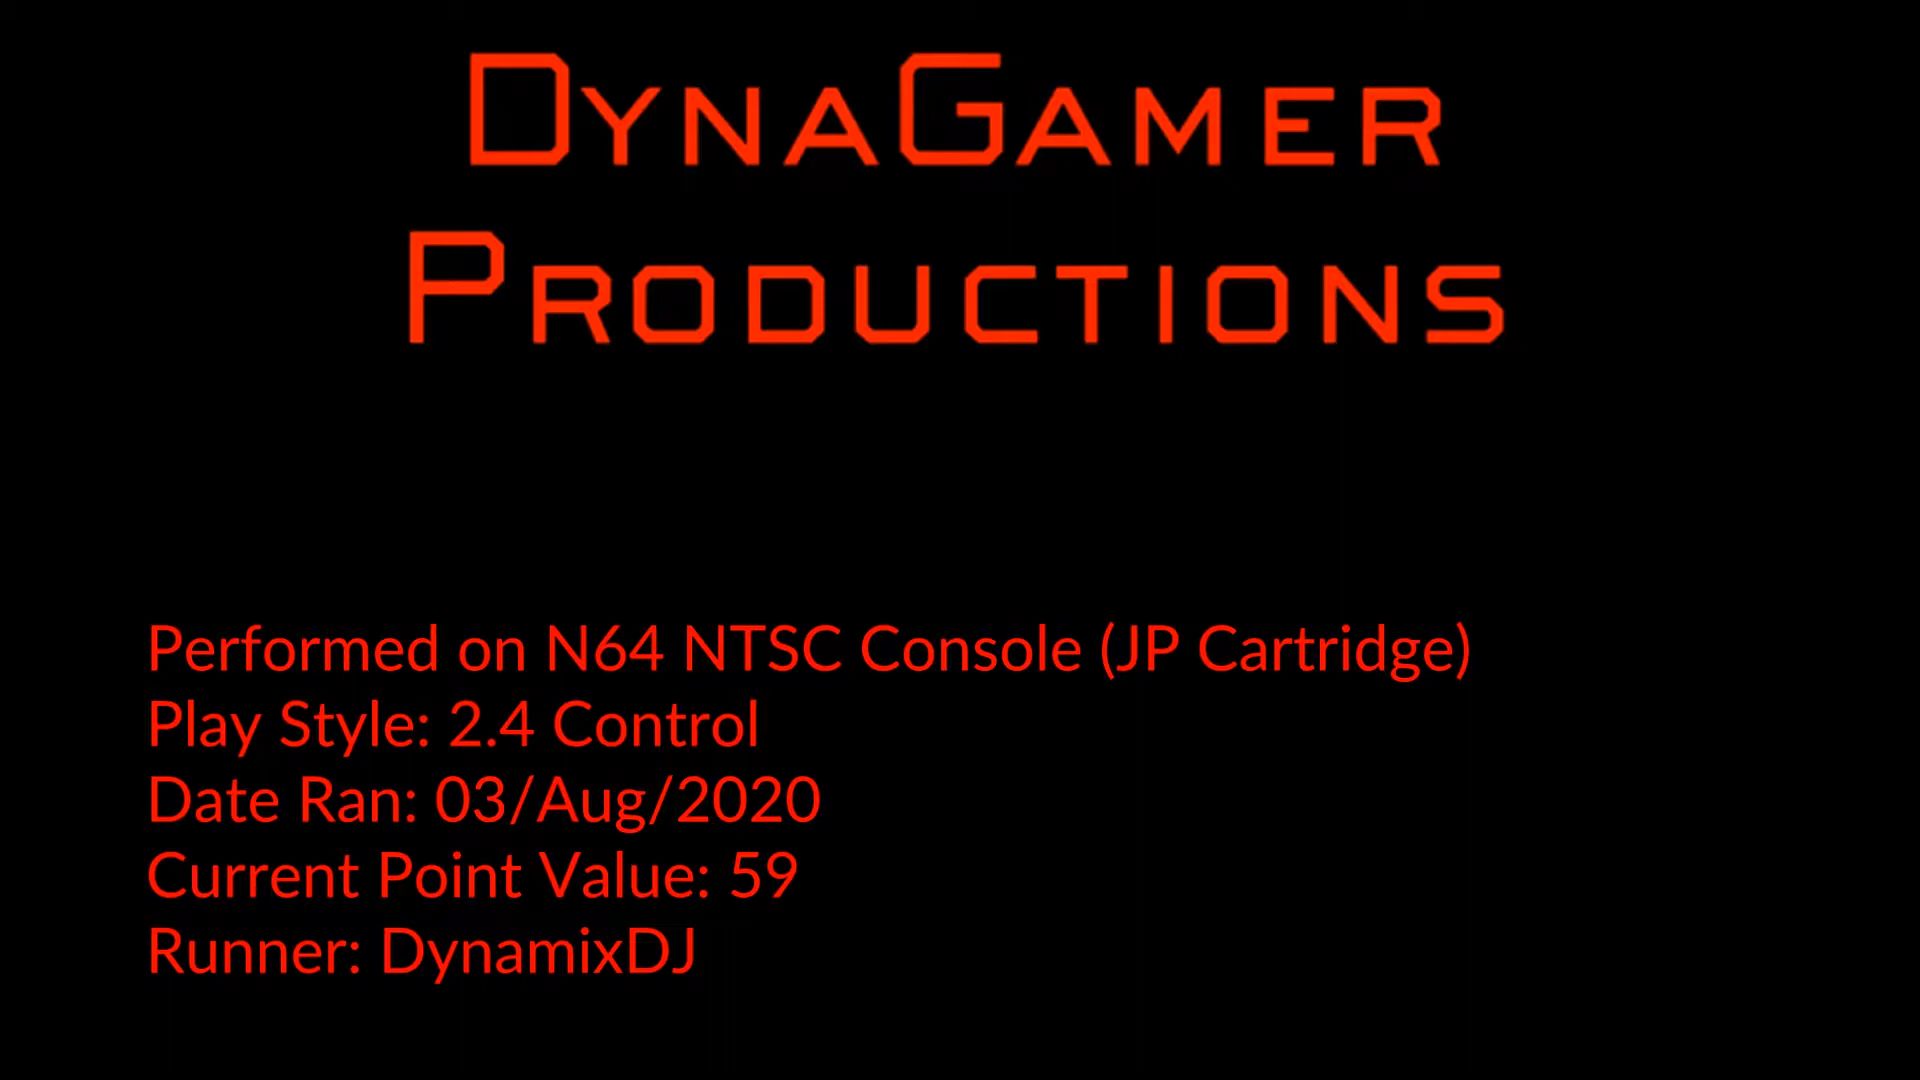 DynaGamer
Productions
Performed on N64 NTSC Console (JP Cartridge)
Play Style: 2.4 Control
Date Ran: 03/Aug/2020
Current Point Value: 59
Runner: DynamixDJ